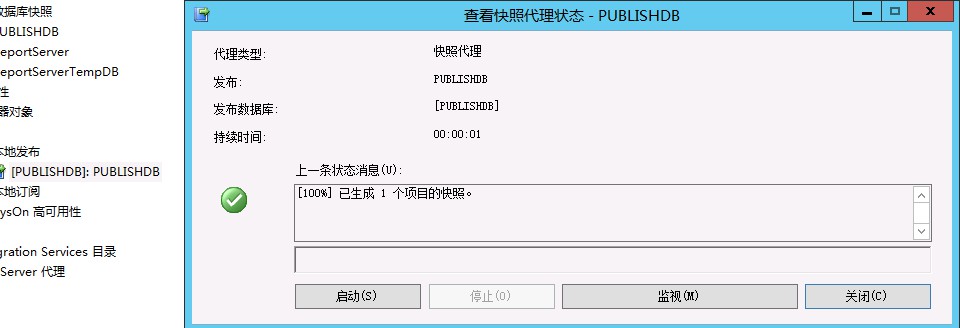 数据库快照
PUBLISHDB
ReportServer
ReportServerTempDB
性
器对象
本地发布
[PUBLISHDB]: PUBLISHDB
本地订阅
ysOn 高可用性
gration Services 目录
Server 代理
查看快照代理状态 - PUBLISHDB
代理类型:
快照代理
发布:
PUBLISHDB
发布数据库:
[PUBLISHDB]
持续时间:
00:00:01
上一条状态消息(U):
[100%] 已生成 1 个项目的快照。
启动(S)
停止(O)
监视(M)
关闭(C)